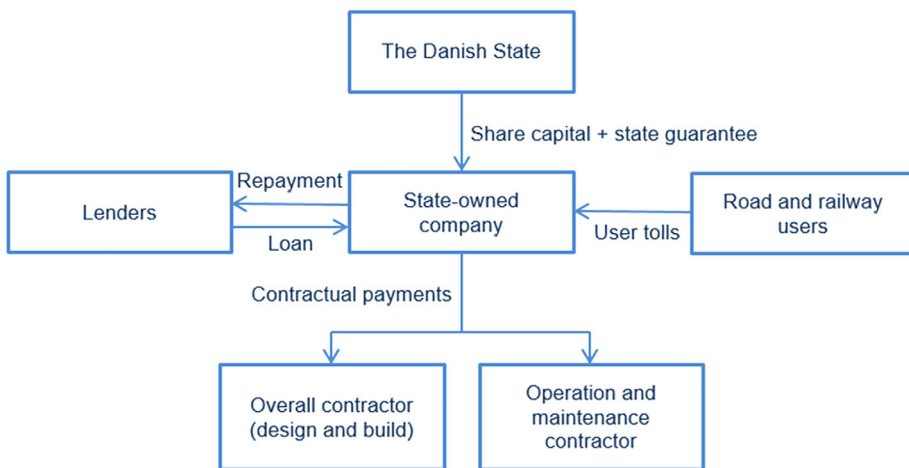 The Danish State
Share capital + state guarantee
Repayment
Lenders
State-owned
company
Road and railway
users
Loan
User tolls
Contractual payments
Overall contractor
(design and build)
Operation and
maintenance
contractor